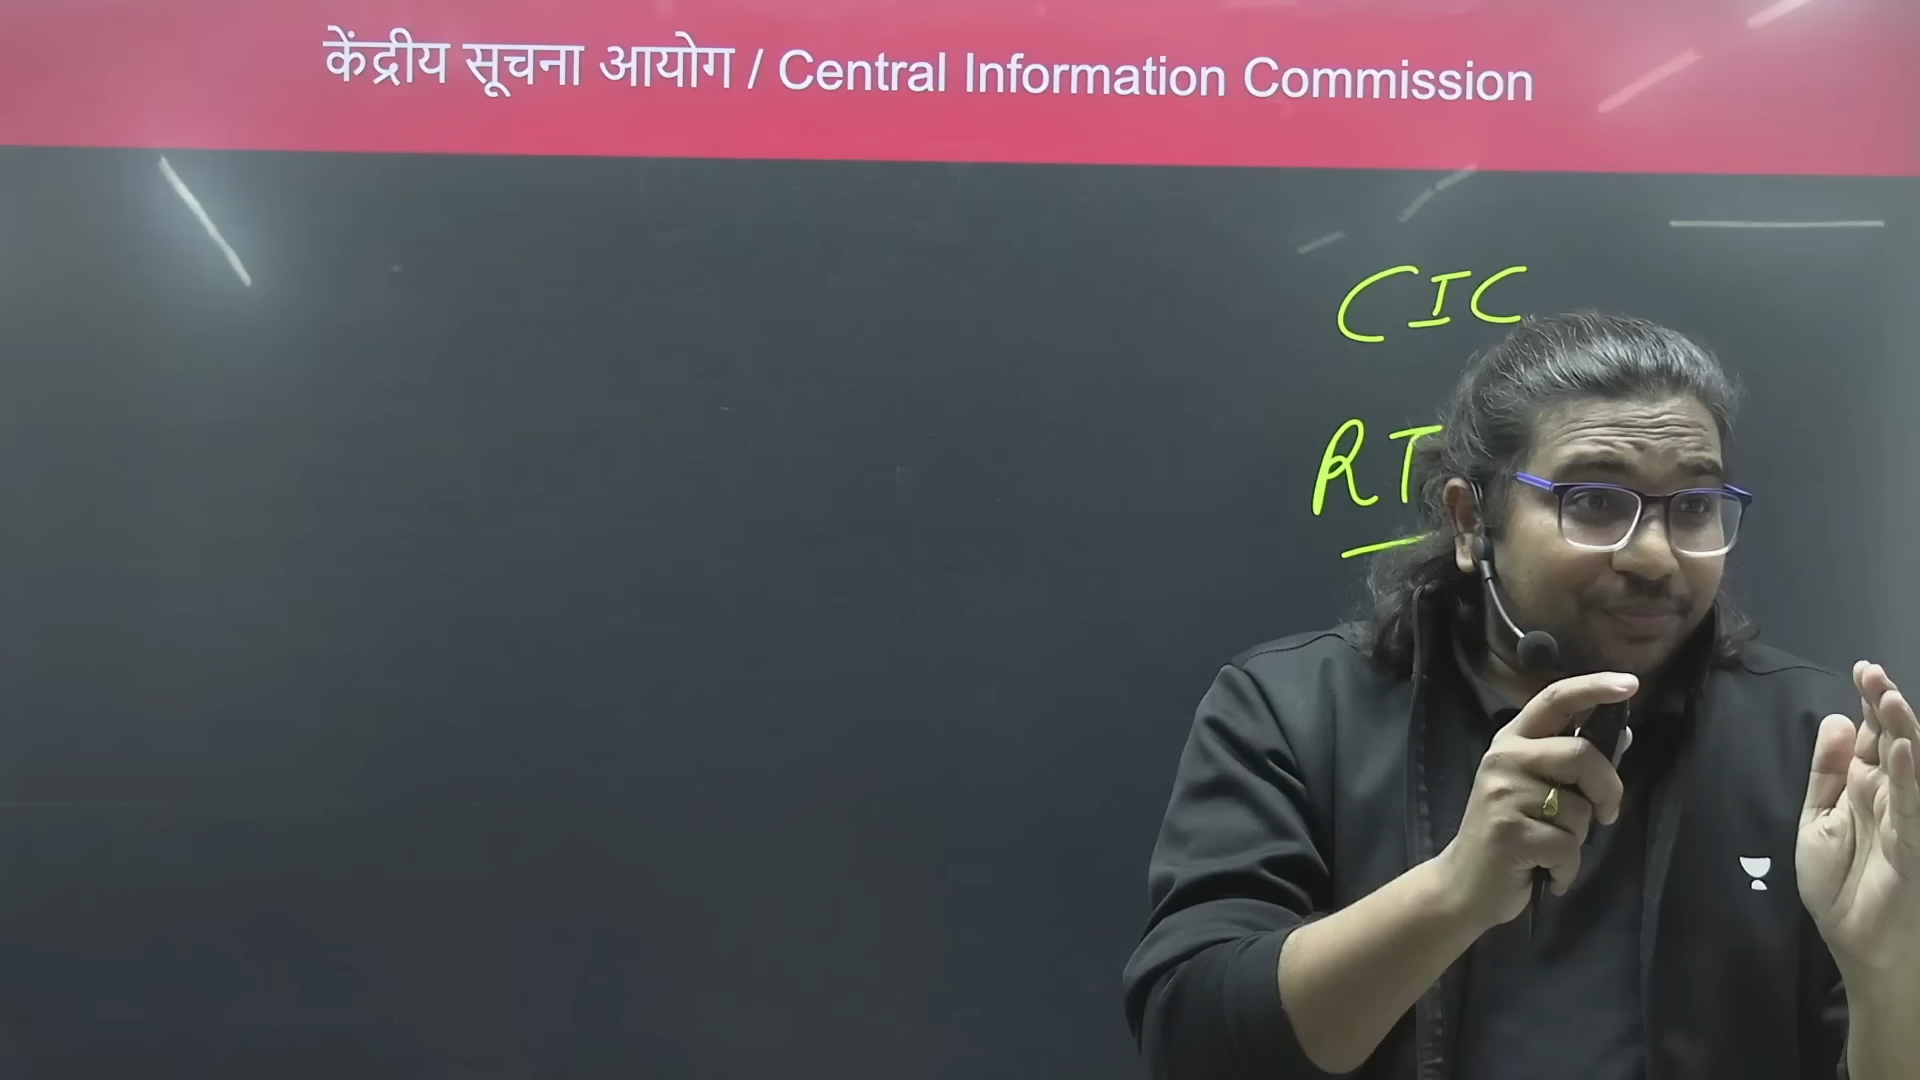 केंद्रीय सूचना आयोग / Central Information Commission
CIC
RT